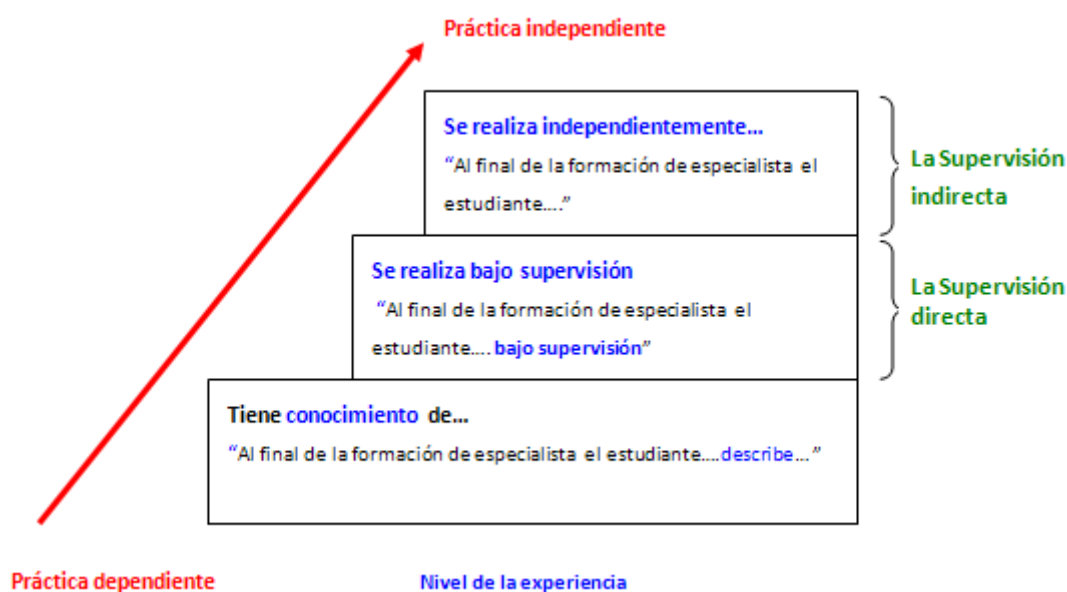 Práctica independiente
Se realiza independientemente...
“Al final de la formación de especialista el
estudiante....”
La Supervisión
indirecta
Se realiza bajo supervisión
“Al final de la formación de especialista el
estudiante.... bajo supervisión”
La Supervisión
directa
Tiene conocimiento de...
“Al final de la formación de especialista el estudiante....describe...”
Práctica dependiente
Nivel de la experiencia